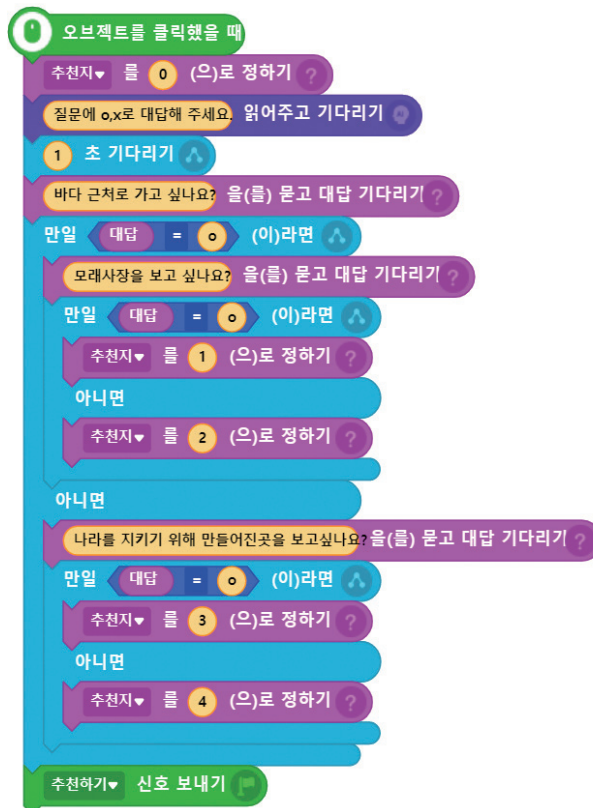 오브젝트를 클릭했을 때
추천지▼ 를 0 (으)로 정하기 ?
질문에 o,x로 대답해 주세요. 읽어주고 기다리기
1 초 기다리기
바다 근처로 가고 싶나요? 을(를) 묻고 대답 기다리기 ?
만일 대답 = o (이)라면
모래사장을 보고 싶나요? 을(를) 묻고 대답 기다리기 ?
만일 대답 = o (이)라면
추천지▼ 를 1 (으)로 정하기 ?
아니면
추천지▼ 를 2 (으)로 정하기 ?
아니면
나라를 지키기 위해 만들어진곳을 보고싶나요? 을(를) 묻고 대답 기다리기 ?
만일 대답 = o (이)라면
추천지▼ 를 3 (으)로 정하기 ?
아니면
추천지▼ 를 4 (으)로 정하기 ?
추천하기▼ 신호 보내기